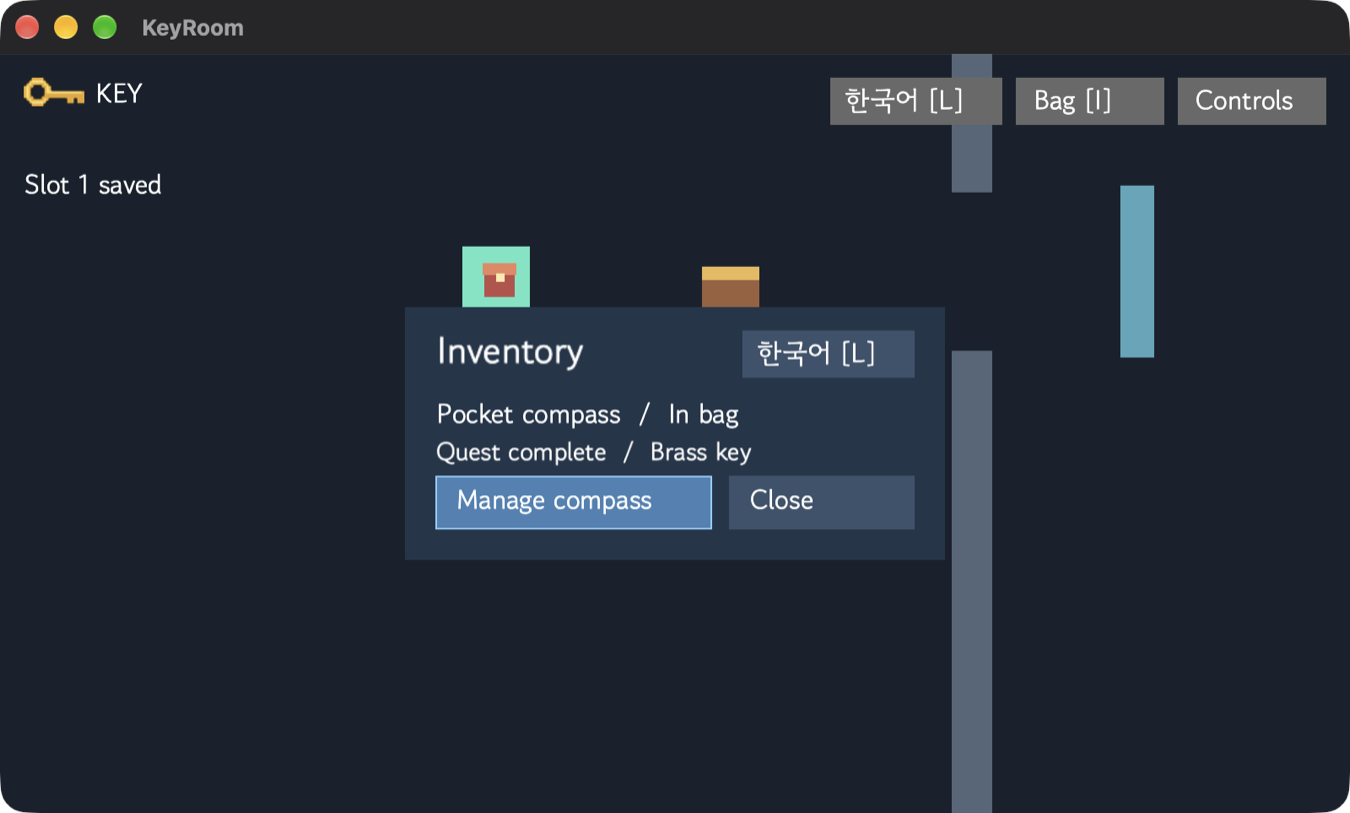 KeyRoom
KEY
한국어 [L] Bag [I] Controls
Slot 1 saved
Inventory 한국어 [L]
Pocket compass / In bag
Quest complete / Brass key
Manage compass Close